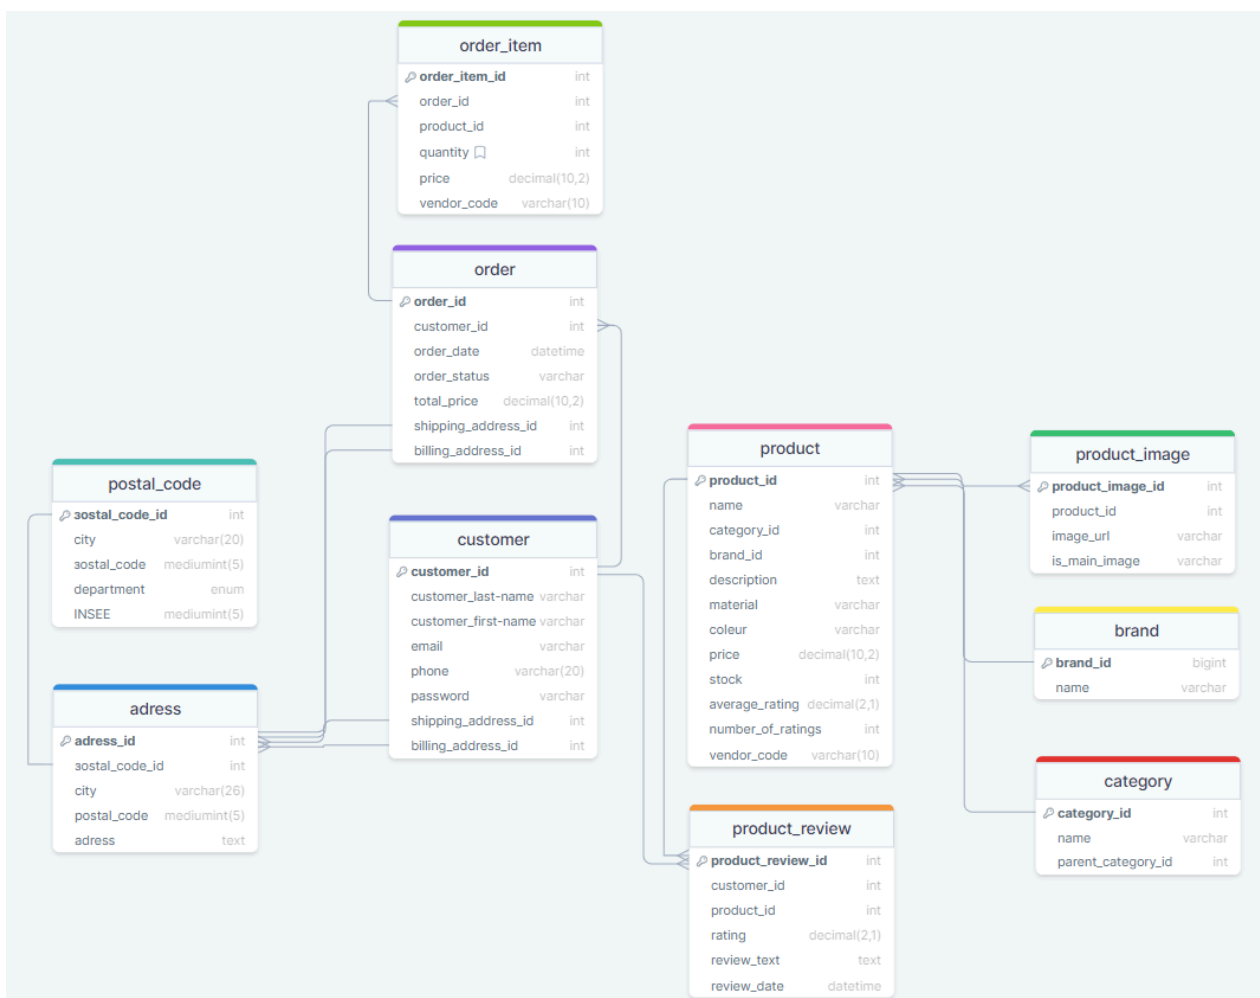 order_item
order_item_id int
order_id int
product_id int
quantity int
price decimal(10,2)
vendor_code varchar(10)
order
order_id int
customer_id int
order_date datetime
order_status varchar
total_price decimal(10,2)
shipping_address_id int
billing_address_id int
postal_code
зostal_code_id int
city varchar(20)
зostal_code mediumint(5)
department enum
INSEE mediumint(5)
customer
customer_id int
customer_last-name varchar
customer_first-name varchar
email varchar
phone varchar(20)
password varchar
shipping_address_id int
billing_address_id int
adress
adress_id int
зostal_code_id int
city varchar(26)
postal_code mediumint(5)
adress text
product
product_id int
name varchar
category_id int
brand_id int
description text
material varchar
coleur varchar
price decimal(10,2)
stock int
average_rating decimal(2,1)
number_of_ratings int
vendor_code varchar(10)
product_review
product_review_id int
customer_id int
product_id int
rating decimal(2,1)
review_text text
review_date datetime
product_image
product_image_id int
product_id int
image_url varchar
is_main_image varchar
brand
brand_id bigint
name varchar
category
category_id int
name varchar
parent_category_id int